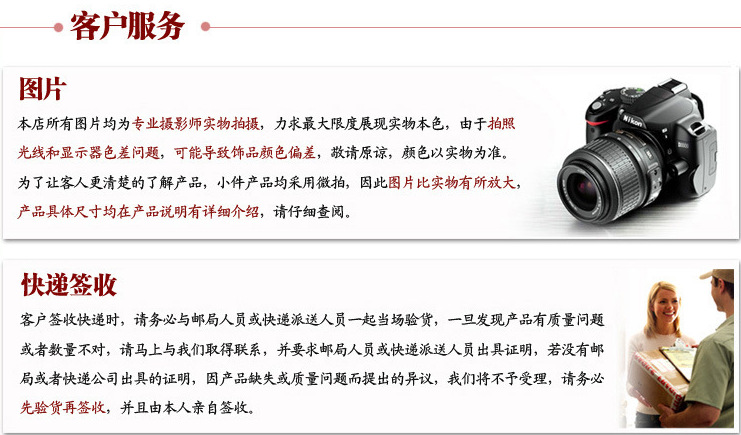 客户服务
图片
本店所有图片均为专业摄影师实物拍摄，力求最大限度展现实物本色，由于拍照
光线和显示器色差问题，可能导致饰品颜色偏差，敬请原谅，颜色以实物为准。
为了让客人更清楚的了解产品，小件产品均采用微拍，因此图片比实物有所放大，
产品具体尺寸均在产品说明有详细介绍，请仔细查阅。
Nikon
快递签收
客户签收快递时，请务必与邮局人员或快递派送人员一起当场验货，一旦发现产品有质量问题
或者数量不对，请马上与我们取得联系，并要求邮局人员或快递派送人员出具证明，若没有邮
局或者快递公司出具的证明，因产品缺失或质量问题而提出的异议，我们将不予受理，请务必
先验货再签收，并且由本人亲自签收。